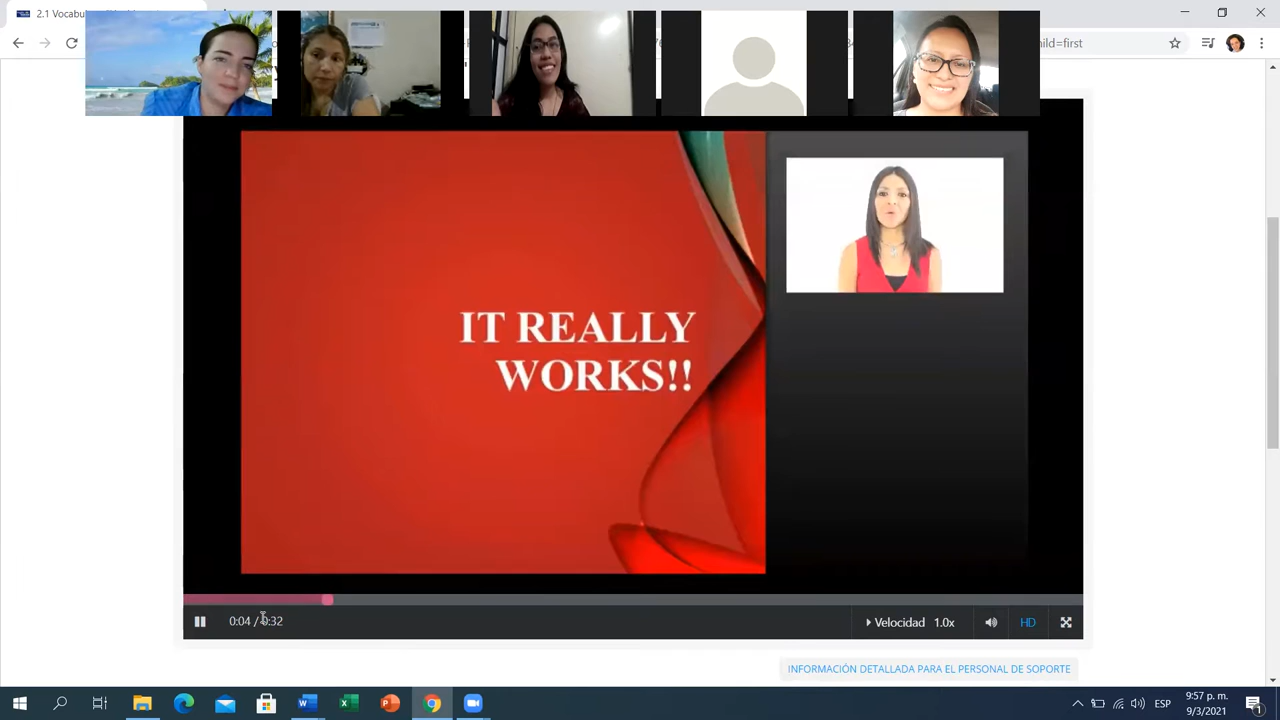 2.1 Vocabu
hild=first
IT REALLY
WORKS!!
0:04 / 0:32
Velocidad 1.0x
HD
INFORMACIÓN DETALLADA PARA EL PERSONAL DE SOPORTE
ESP
9:57 p. m.
9/3/2021